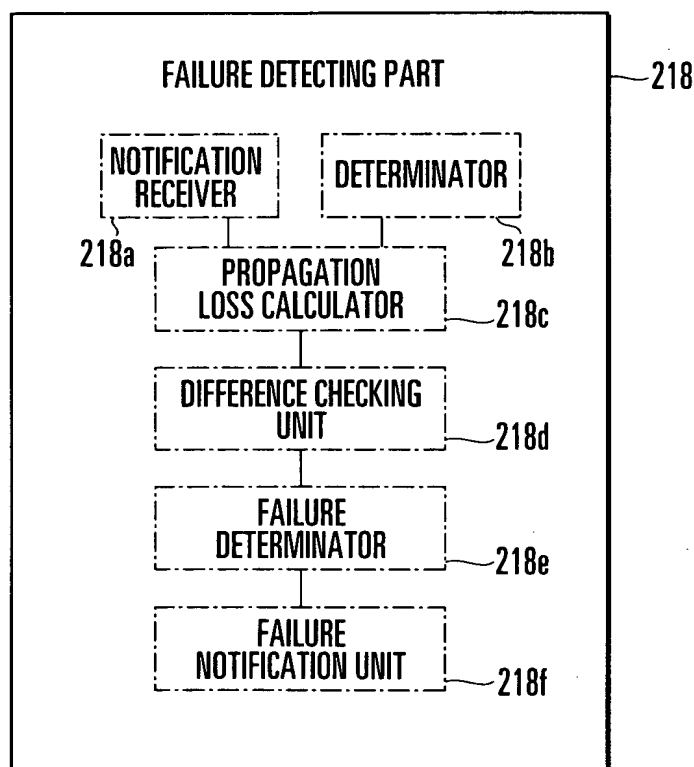 FAILURE DETECTING PART
218
NOTIFICATION
RECEIVER
218a
DETERMINATOR
218b
PROPAGATION
LOSS CALCULATOR
218c
DIFFERENCE CHECKING
UNIT
218d
FAILURE
DETERMINATOR
218e
FAILURE
NOTIFICATION UNIT
218f